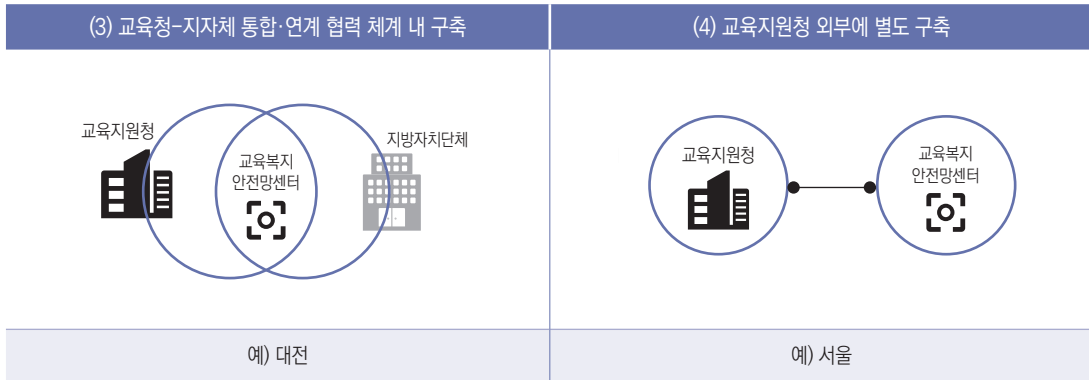 (3) 교육청-지자체 통합·연계 협력 체계 내 구축
(4) 교육지원청 외부에 별도 구축
교육지원청
지방자치단체
교육복지
안전망센터
교육지원청
교육복지
안전망센터
예) 대전
예) 서울